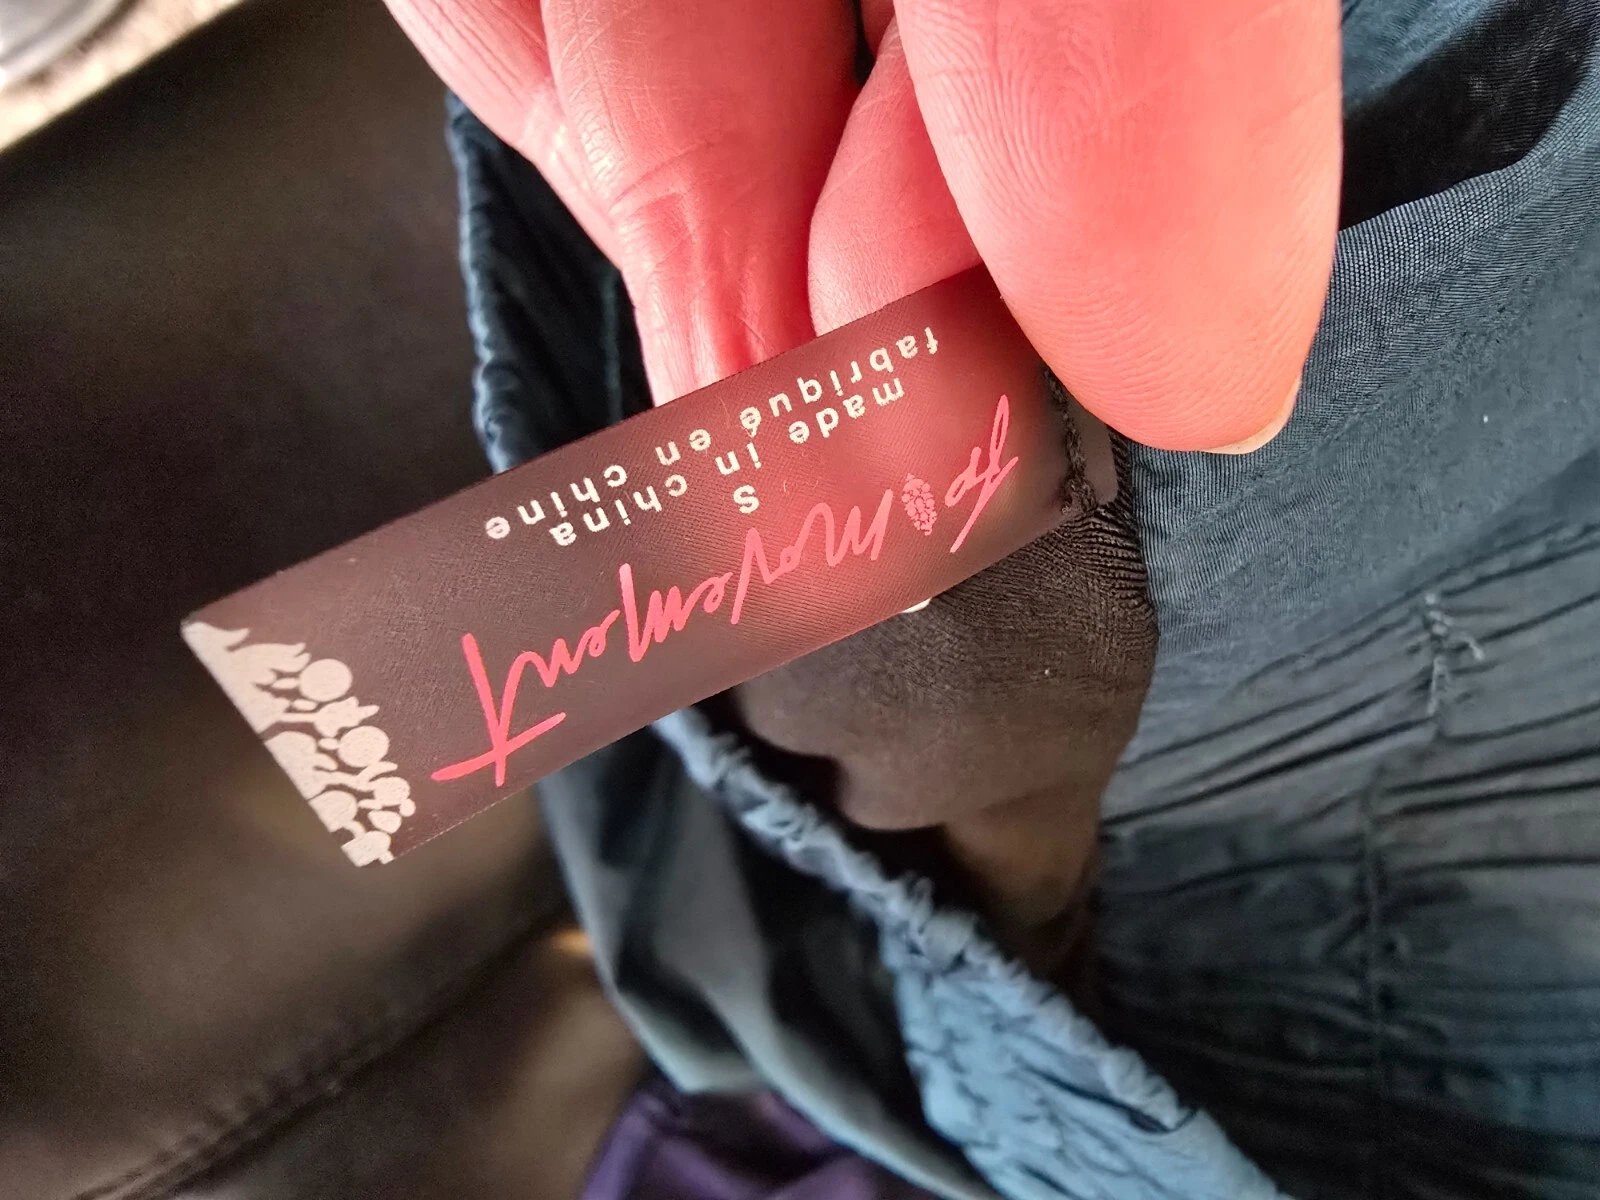 fp movement
S
made in china
fabriqué en chine